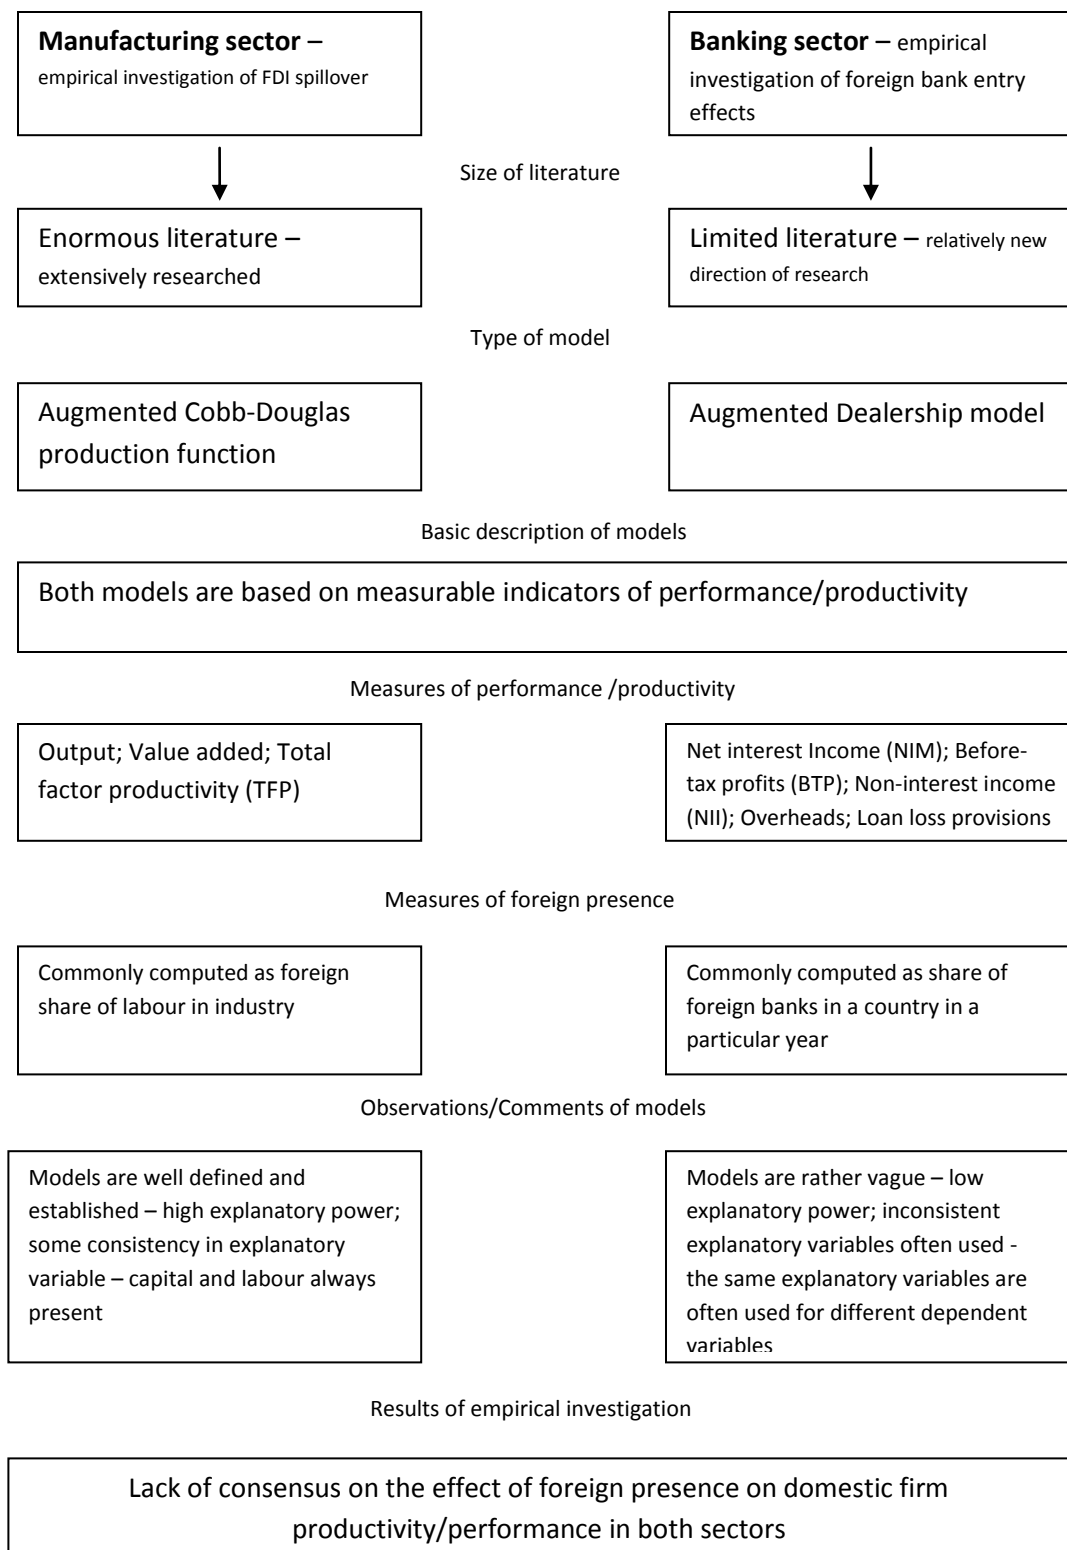 Manufacturing sector –
empirical investigation of FDI spillover
Banking sector – empirical
investigation of foreign bank entry
effects
Size of literature
Enormous literature –
extensively researched
Limited literature – relatively new
direction of research
Type of model
Augmented Cobb-Douglas
production function
Augmented Dealership model
Basic description of models
Both models are based on measurable indicators of performance/productivity
Measures of performance /productivity
Output; Value added; Total
factor productivity (TFP)
Net interest Income (NIM); Before-
tax profits (BTP); Non-interest income
(NII); Overheads; Loan loss provisions
Measures of foreign presence
Commonly computed as foreign
share of labour in industry
Commonly computed as share of
foreign banks in a country in a
particular year
Observations/Comments of models
Models are well defined and
established – high explanatory power;
some consistency in explanatory
variable – capital and labour always
present
Models are rather vague – low
explanatory power; inconsistent
explanatory variables often used -
the same explanatory variables are
often used for different dependent
variables
Results of empirical investigation
Lack of consensus on the effect of foreign presence on domestic firm
productivity/performance in both sectors